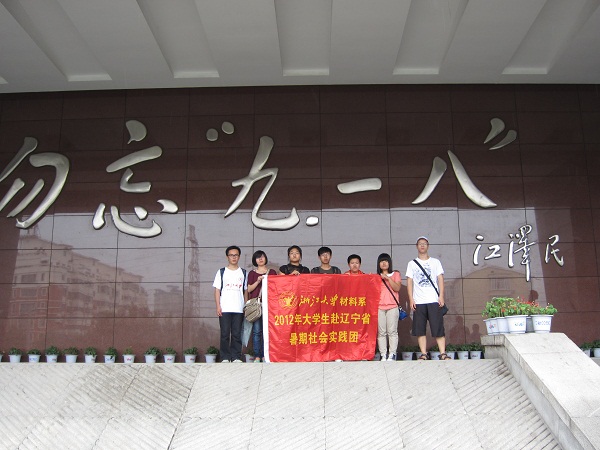 勿忘“九.一八”
江泽民
浙江大学材料系
2012年大学生赴辽宁省
暑期社会实践团